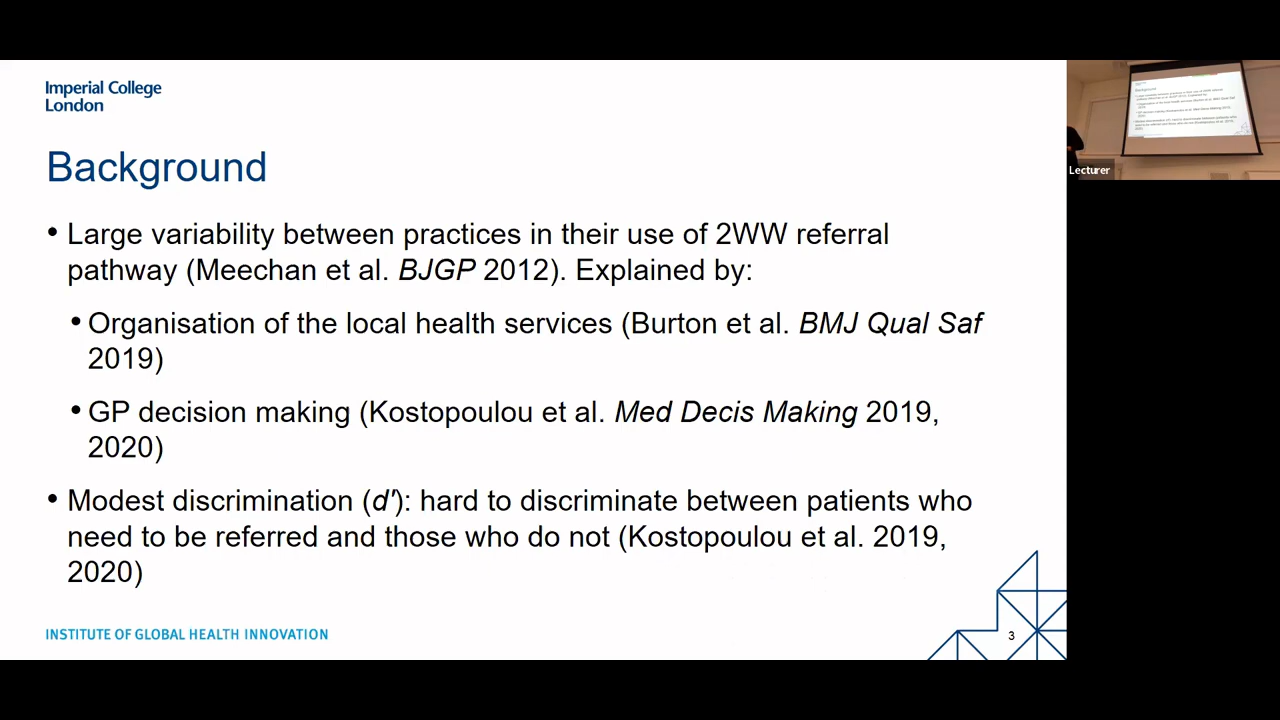 Imperial College
London
Background
• Large variability between practices in their use of 2WW referral
pathway (Meechan et al. BJGP 2012). Explained by:
• Organisation of the local health services (Burton et al. BMJ Qual Saf
2019)
• GP decision making (Kostopoulou et al. Med Decis Making 2019,
2020)
• Modest discrimination (d'): hard to discriminate between patients who
need to be referred and those who do not (Kostopoulou et al. 2019,
2020)
INSTITUTE OF GLOBAL HEALTH INNOVATION
3
Background
Lecturer